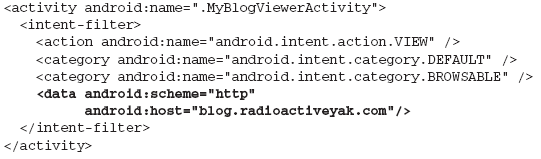 <activity android:name=".MyBlogViewerActivity">
  <intent-filter>
    <action android:name="android.intent.action.VIEW" />
    <category android:name="android.intent.category.DEFAULT" />
    <category android:name="android.intent.category.BROWSABLE" />
    <data android:scheme="http"
          android:host="blog.radioactiveyak.com"/>
  </intent-filter>
</activity>